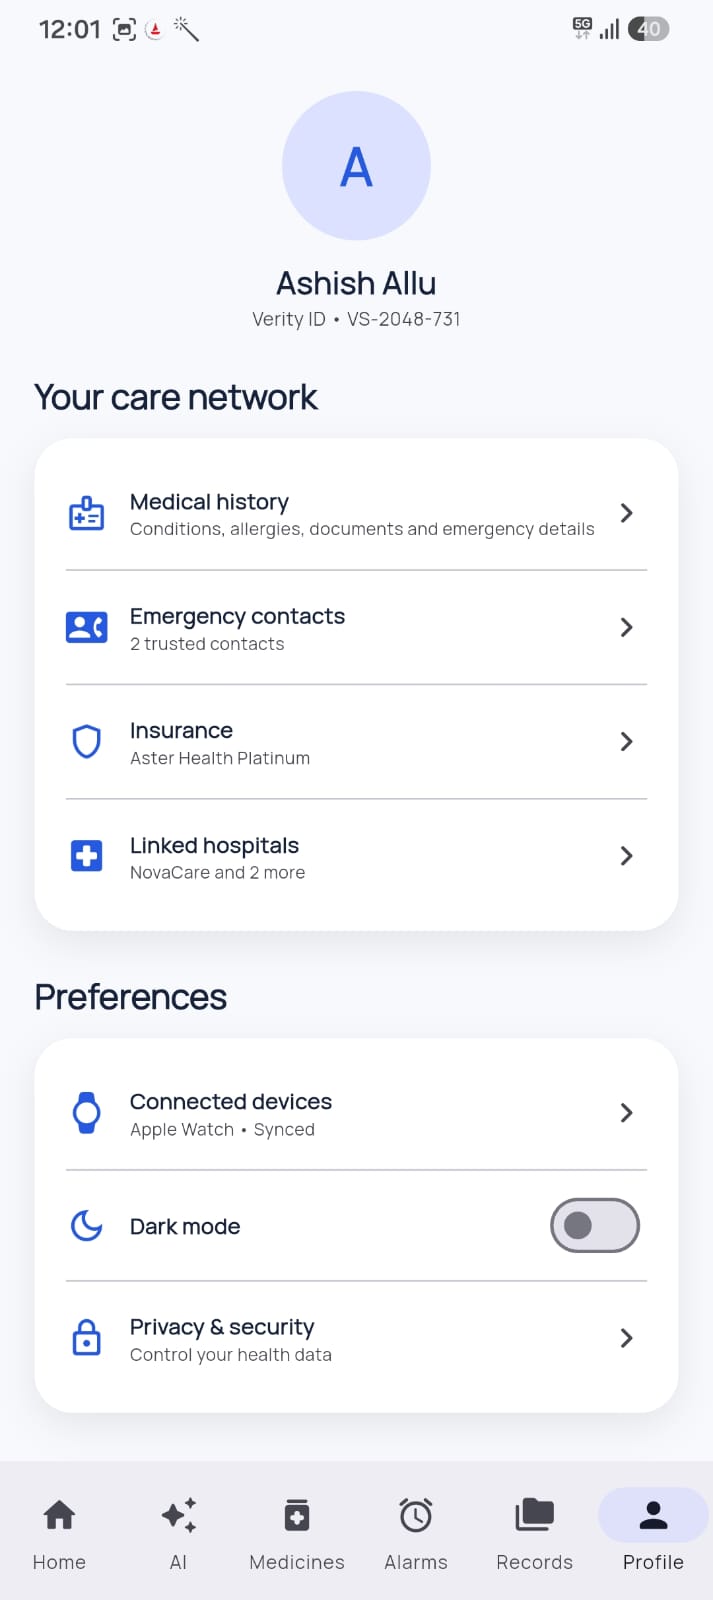 12:01
5G
40
A
Ashish Allu
Verity ID • VS-2048-731
Your care network
Medical history
Conditions, allergies, documents and emergency details
Emergency contacts
2 trusted contacts
Insurance
Aster Health Platinum
Linked hospitals
NovaCare and 2 more
Preferences
Connected devices
Apple Watch • Synced
Dark mode
Privacy & security
Control your health data
Home
AI
Medicines
Alarms
Records
Profile